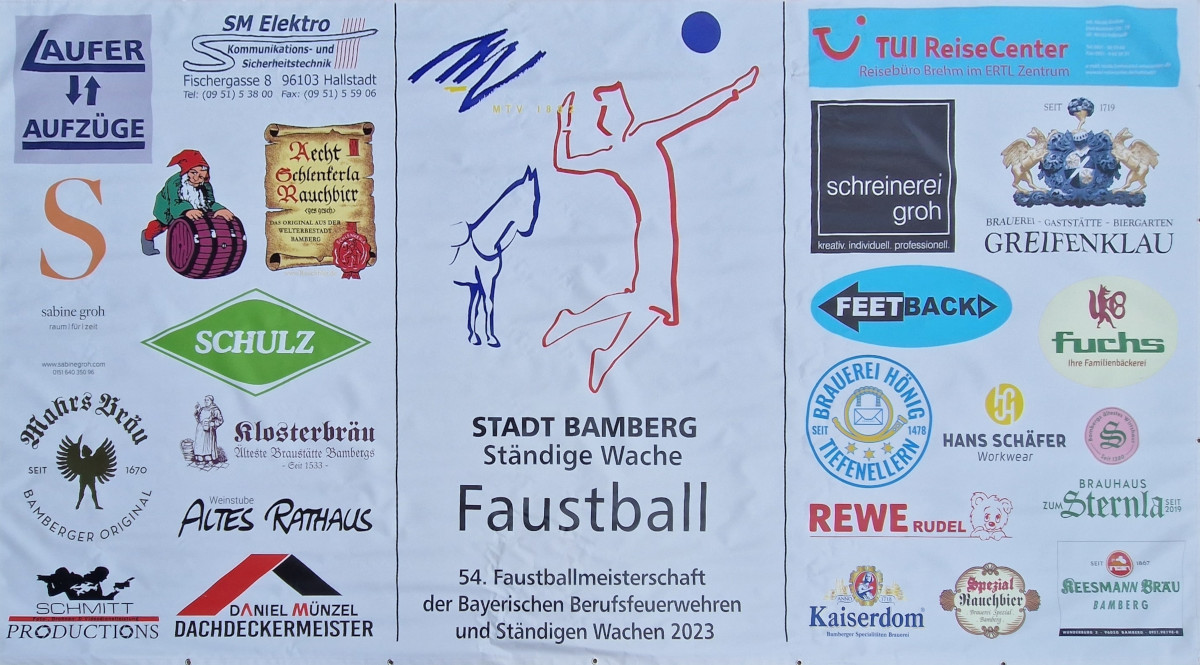 LAUFER
AUFZÜGE
SM Elektro
Kommunikations- und
Sicherheitstechnik
Fischergasse 8 96103 Hallstadt
Tel: (09 51) 5 38 00 Fax: (09 51) 5 59 06
S
sabine groh
raum|für|zeit
www.sabinegroh.com
Aecht
Schlenkerla
Rauchbier
DAS ORIGINAL AUS DER
WELTERBESTADT
BAMBERG
SCHULZ
Mahrs Bräu
SEIT 1670
BAMBERGER ORIGINAL
Klosterbräu
Älteste Braustätte Bambergs
- Seit 1533 -
Weinstube
ALTES RATHAUS
SCHMITT
PRODUCTIONS
DANIEL MÜNZEL
DACHDECKERMEISTER
STADT BAMBERG
Ständige Wache
Faustball
54. Faustballmeisterschaft
der Bayerischen Berufsfeuerwehren
und Ständigen Wachen 2023
TUI ReiseCenter
Reisebüro Brehm im ERTL Zentrum
schreinerei
groh
kreativ. individuell. professionell.
SEIT 1719
BRAUEREI - GASTSTÄTTE - BIERGARTEN
GREIFENKLAU
FEETBACK
fuchs
Ihre Familienbäckerei
BRAUEREI HÖNIG
SEIT 1478
TIEFENELLERN
HANS SCHÄFER
Workwear
S
BRAUHAUS
ZUM Sternla SEIT
2019
REWE RUDEL
ANNO 1718
Kaiserdom
Bamberger Specialitäten Brauerei
Spezial
Rauchbier
Brauerei Spezial
Bamberg
SEIT 1867
KEESMANN BRÄU
BAMBERG